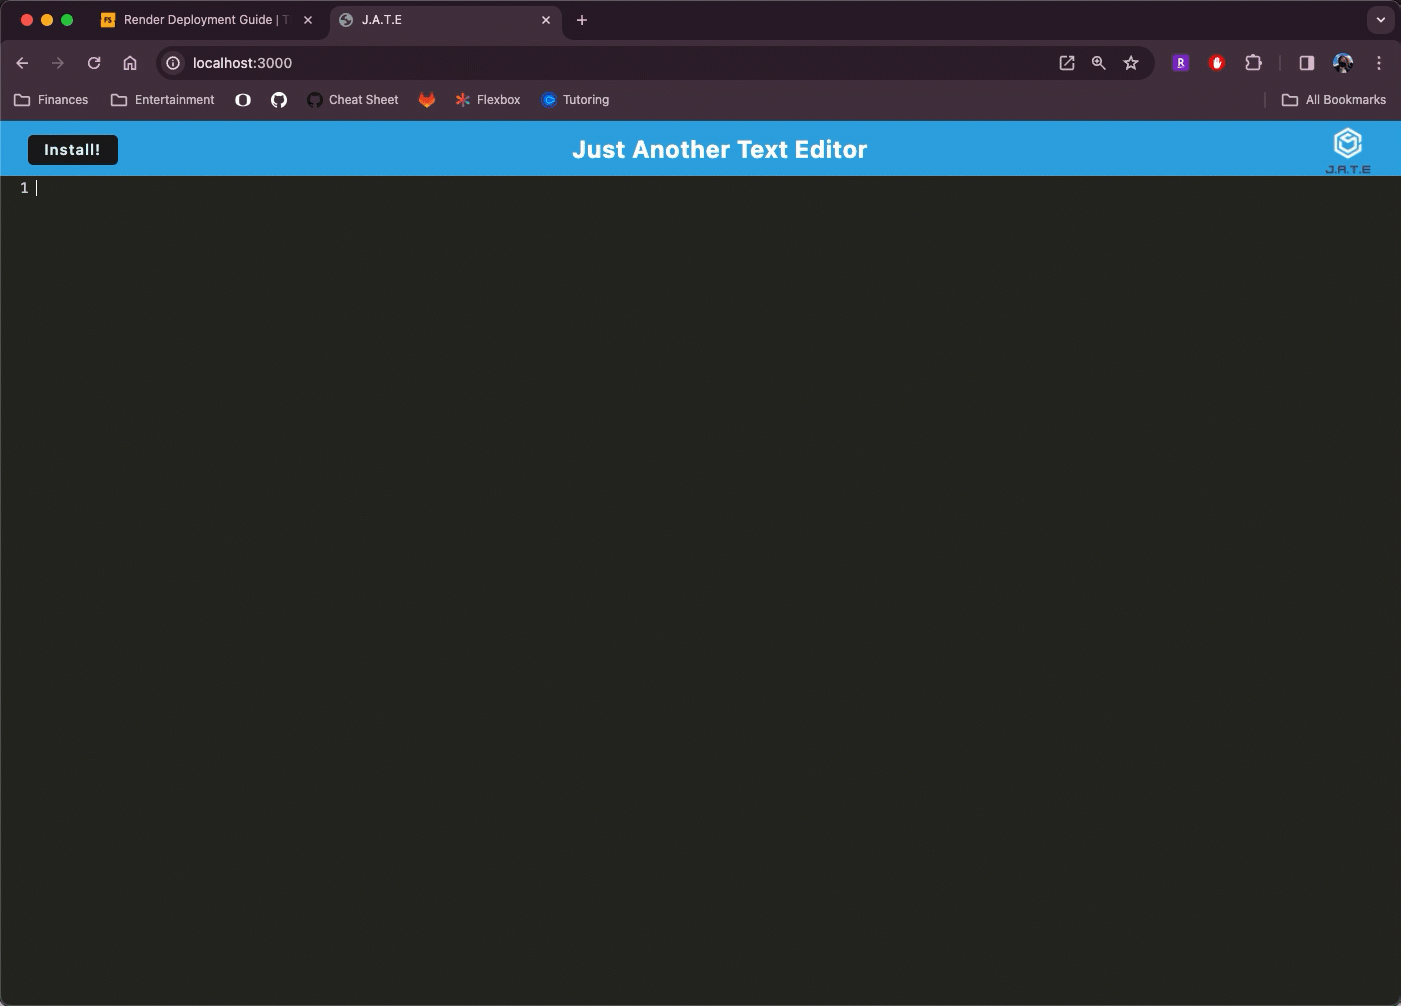 FS Render Deployment Guide | T
J.A.T.E
localhost:3000
R
Finances
Entertainment
Cheat Sheet
Flexbox
Tutoring
All Bookmarks
Install!
Just Another Text Editor
J.A.T.E
1